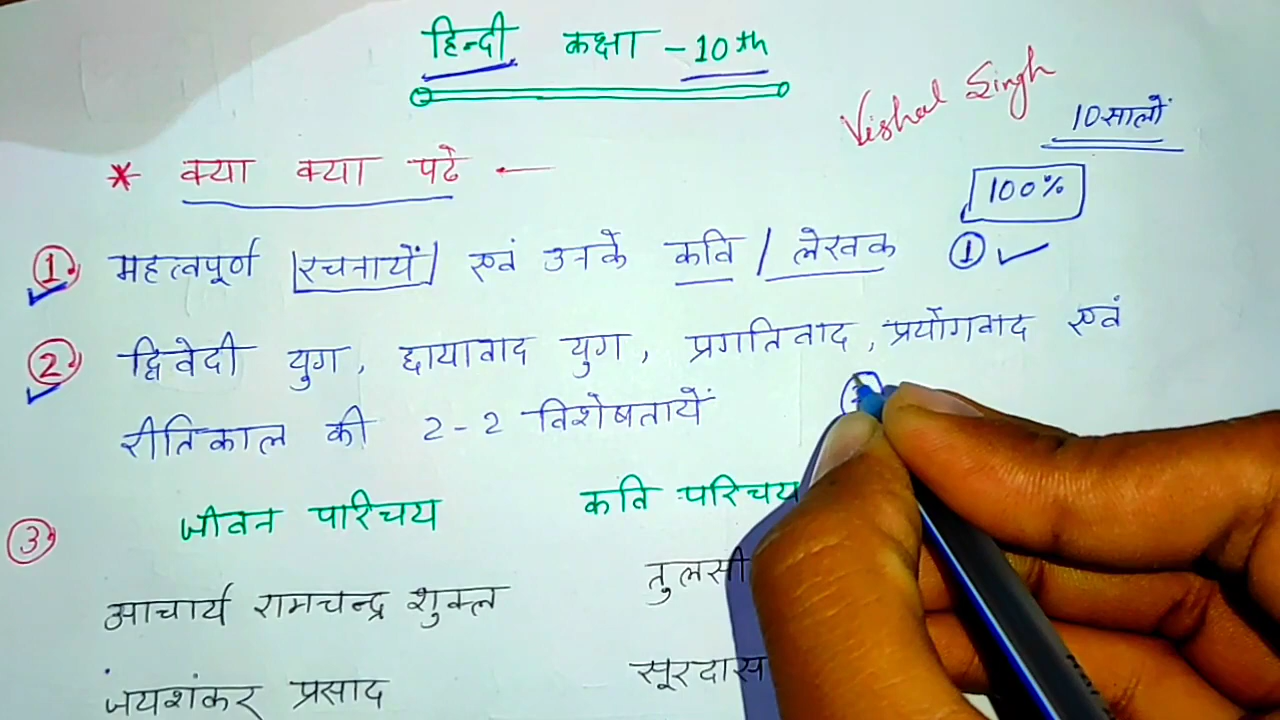 हिन्दी कक्षा - 10th
Vishal Singh
10 सालों
* क्या क्या पढे -
100%
1 महत्वपूर्ण रचनायें एवं उनके कवि / लेखक 1 ✓
2 द्विवेदी युग, छायावाद युग, प्रगतिवाद, प्रयोगवाद एवं
रीतिकाल की 2-2 विशेषतायें
3 जीवन परिचय कवि परिचय
आचार्य रामचन्द्र शुक्ल तुलसी
जयशंकर प्रसाद सूरदास